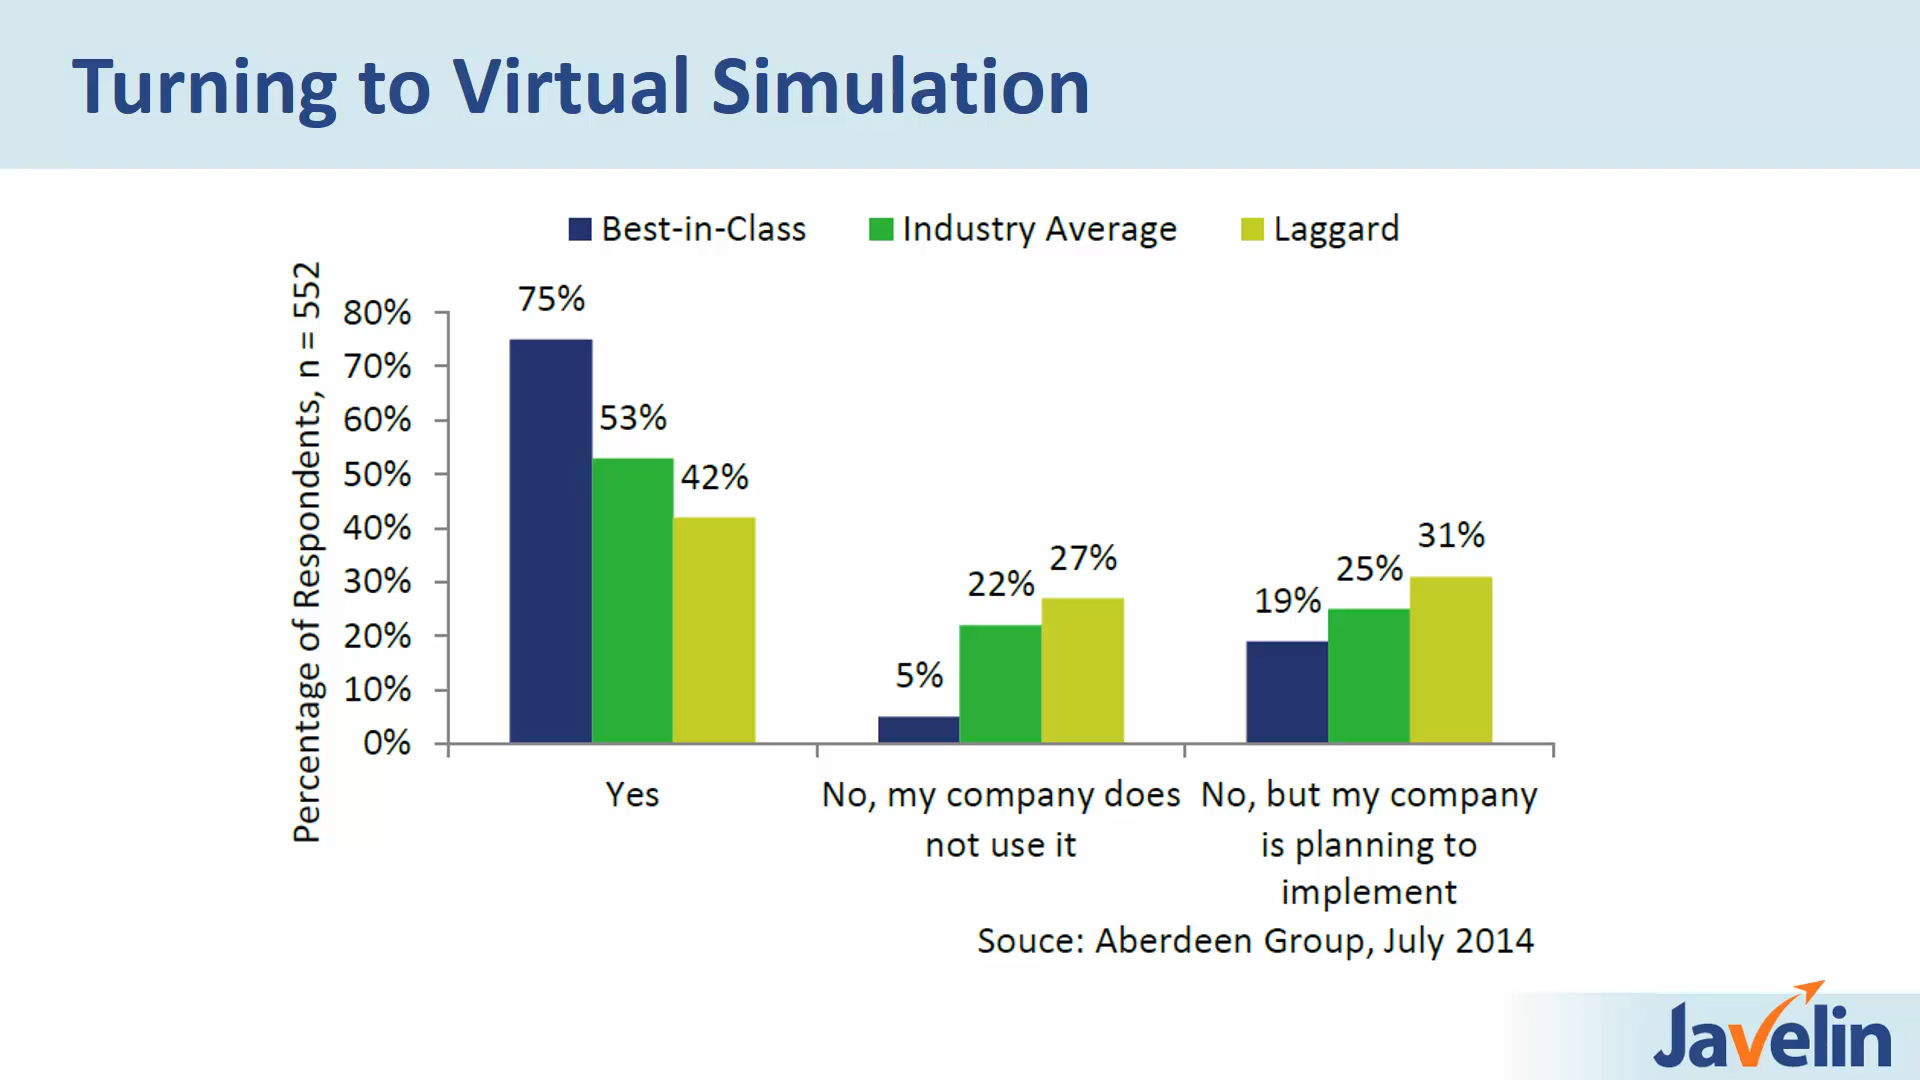 Turning to Virtual Simulation
Best-in-Class
Industry Average
Laggard
Percentage of Respondents, n = 552
80%
70%
60%
50%
40%
30%
20%
10%
0%
75%
53%
42%
5%
22%
27%
19%
25%
31%
Yes
No, my company does
not use it
No, but my company
is planning to
implement
Souce: Aberdeen Group, July 2014
Javelin